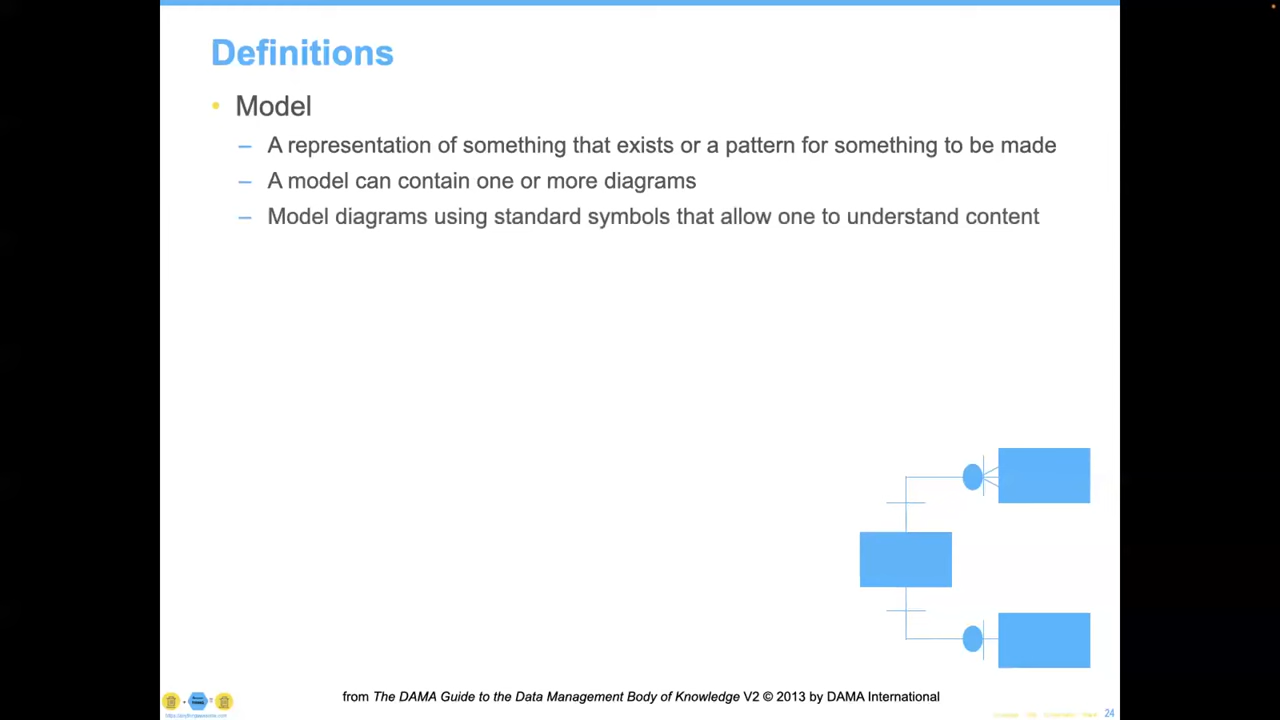 Definitions
• Model
– A representation of something that exists or a pattern for something to be made
– A model can contain one or more diagrams
– Model diagrams using standard symbols that allow one to understand content
from The DAMA Guide to the Data Management Body of Knowledge V2 © 2013 by DAMA International
24